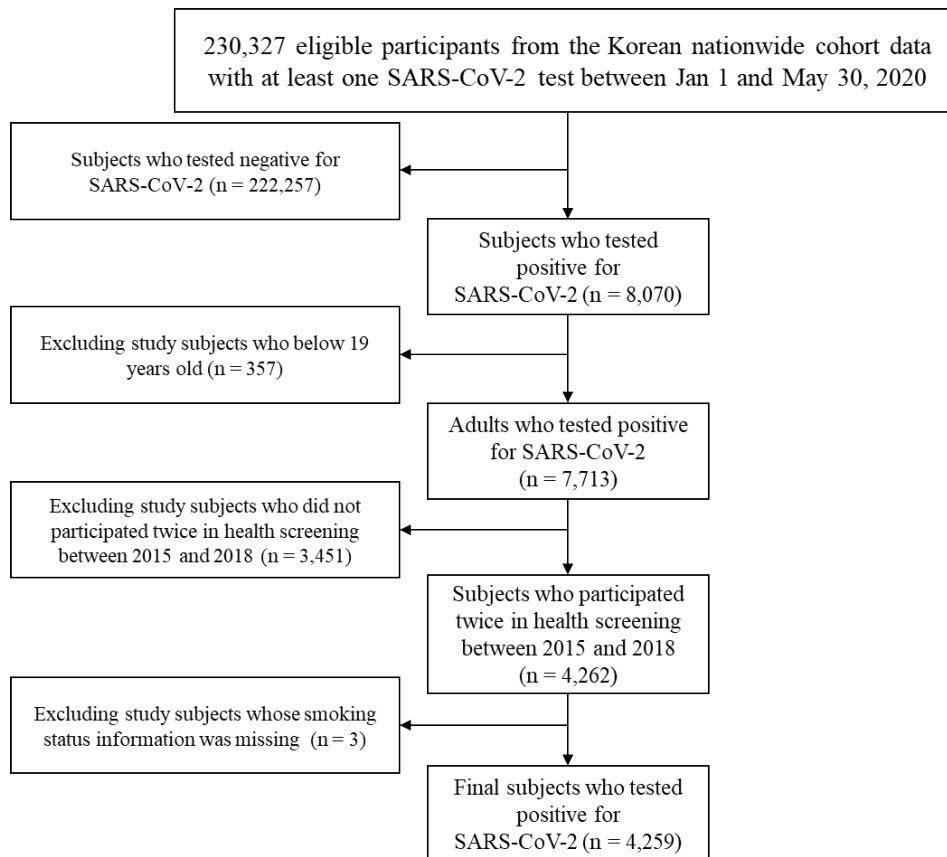 230,327 eligible participants from the Korean nationwide cohort data
with at least one SARS-CoV-2 test between Jan 1 and May 30, 2020
Subjects who tested negative for
SARS-CoV-2 (n = 222,257)
Subjects who tested
positive for
SARS-CoV-2 (n = 8,070)
Excluding study subjects who below 19
years old (n = 357)
Adults who tested positive
for SARS-CoV-2
(n = 7,713)
Excluding study subjects who did not
participated twice in health screening
between 2015 and 2018 (n = 3,451)
Subjects who participated
twice in health screening
between 2015 and 2018
(n = 4,262)
Excluding study subjects whose smoking
status information was missing (n = 3)
Final subjects who tested
positive for
SARS-CoV-2 (n = 4,259)